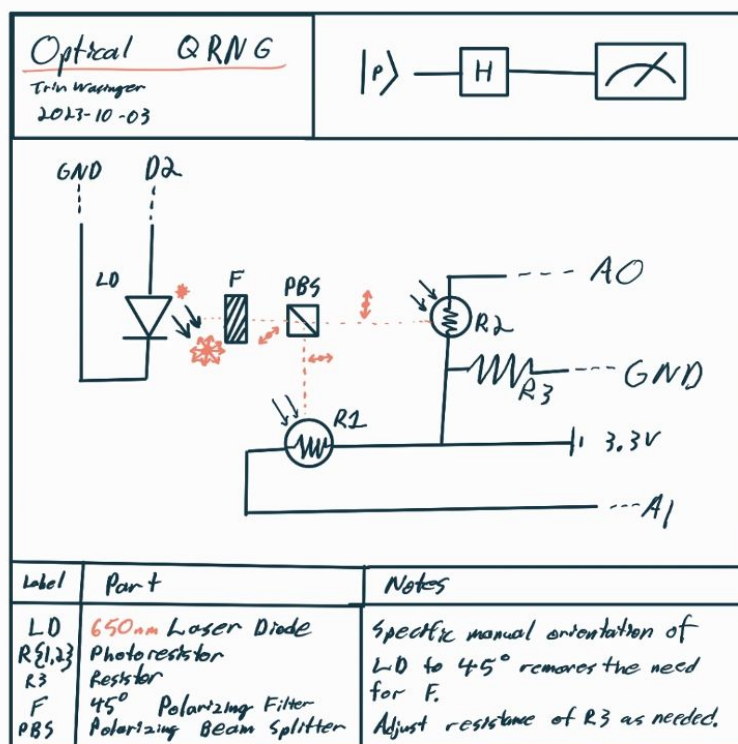 Optical QRNG
Trin Wasinger
2023-10-03
|P⟩ H
GND D2
LD F PBS
R2 A0
R3 GND
R1 3.3V
A1
Label Part Notes
LD 650nm Laser Diode
R{1,2} Photoresistor
R3 Resistor
F 45° Polarizing Filter
PBS Polarizing Beam Splitter
Specific manual orientation of
LD to 45° removes the need
for F.
Adjust resistance of R3 as needed.